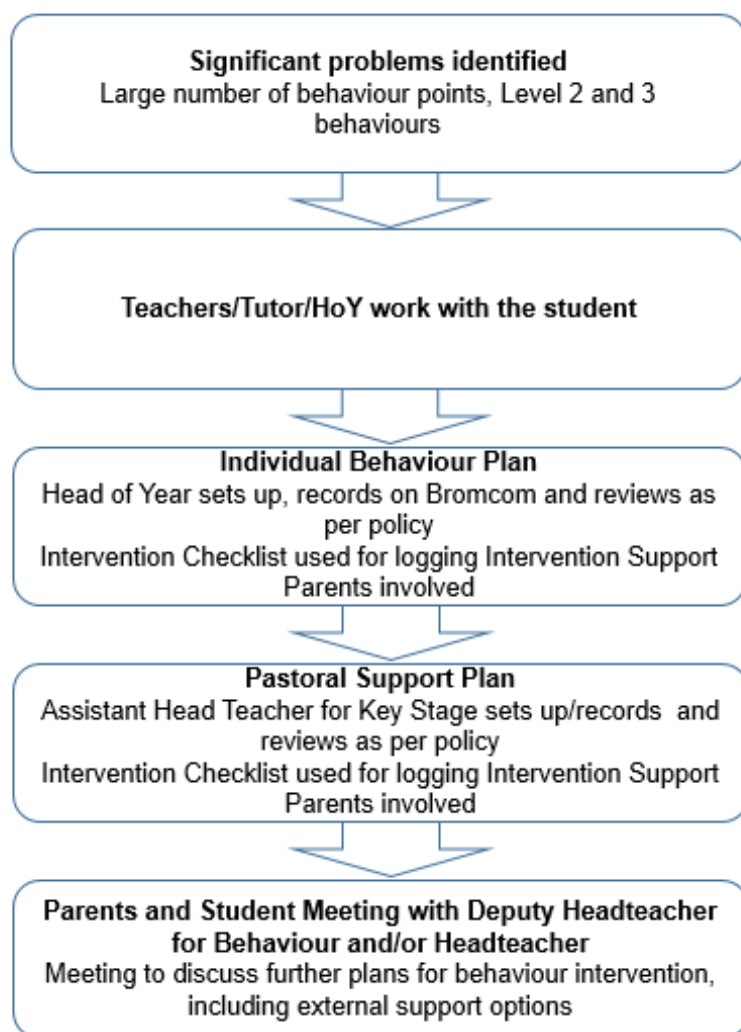 Significant problems identified
Large number of behaviour points, Level 2 and 3
behaviours
Teachers/Tutor/HoY work with the student
Individual Behaviour Plan
Head of Year sets up, records on Bromcom and reviews as
per policy
Intervention Checklist used for logging Intervention Support
Parents involved
Pastoral Support Plan
Assistant Head Teacher for Key Stage sets up/records and
reviews as per policy
Intervention Checklist used for logging Intervention Support
Parents involved
Parents and Student Meeting with Deputy Headteacher
for Behaviour and/or Headteacher
Meeting to discuss further plans for behaviour intervention,
including external support options